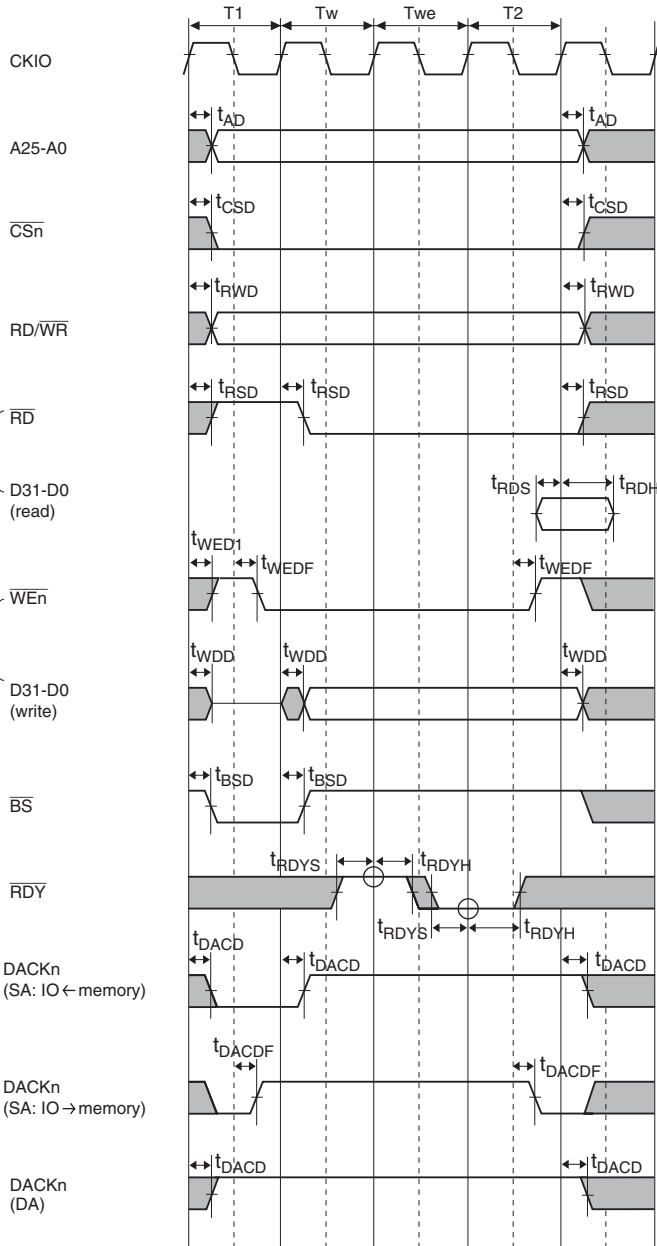 T1 Tw Twe T2
CKIO
tAD tAD
A25-A0
tCSD tCSD
CSn
tRWD tRWD
RD/WR
tRSD tRSD tRSD
RD
tRDS tRDH
D31-D0
(read)
tWED1 tWEDF tWEDF
WEn
tWDD tWDD tWDD
D31-D0
(write)
tBSD tBSD
BS
tRDYS tRDYH
RDY
tRDYS tRDYH
tDACD tDACD tDACD
DACKn
(SA: IO←memory)
tDACDF tDACDF
DACKn
(SA: IO→memory)
tDACD tDACD
DACKn
(DA)